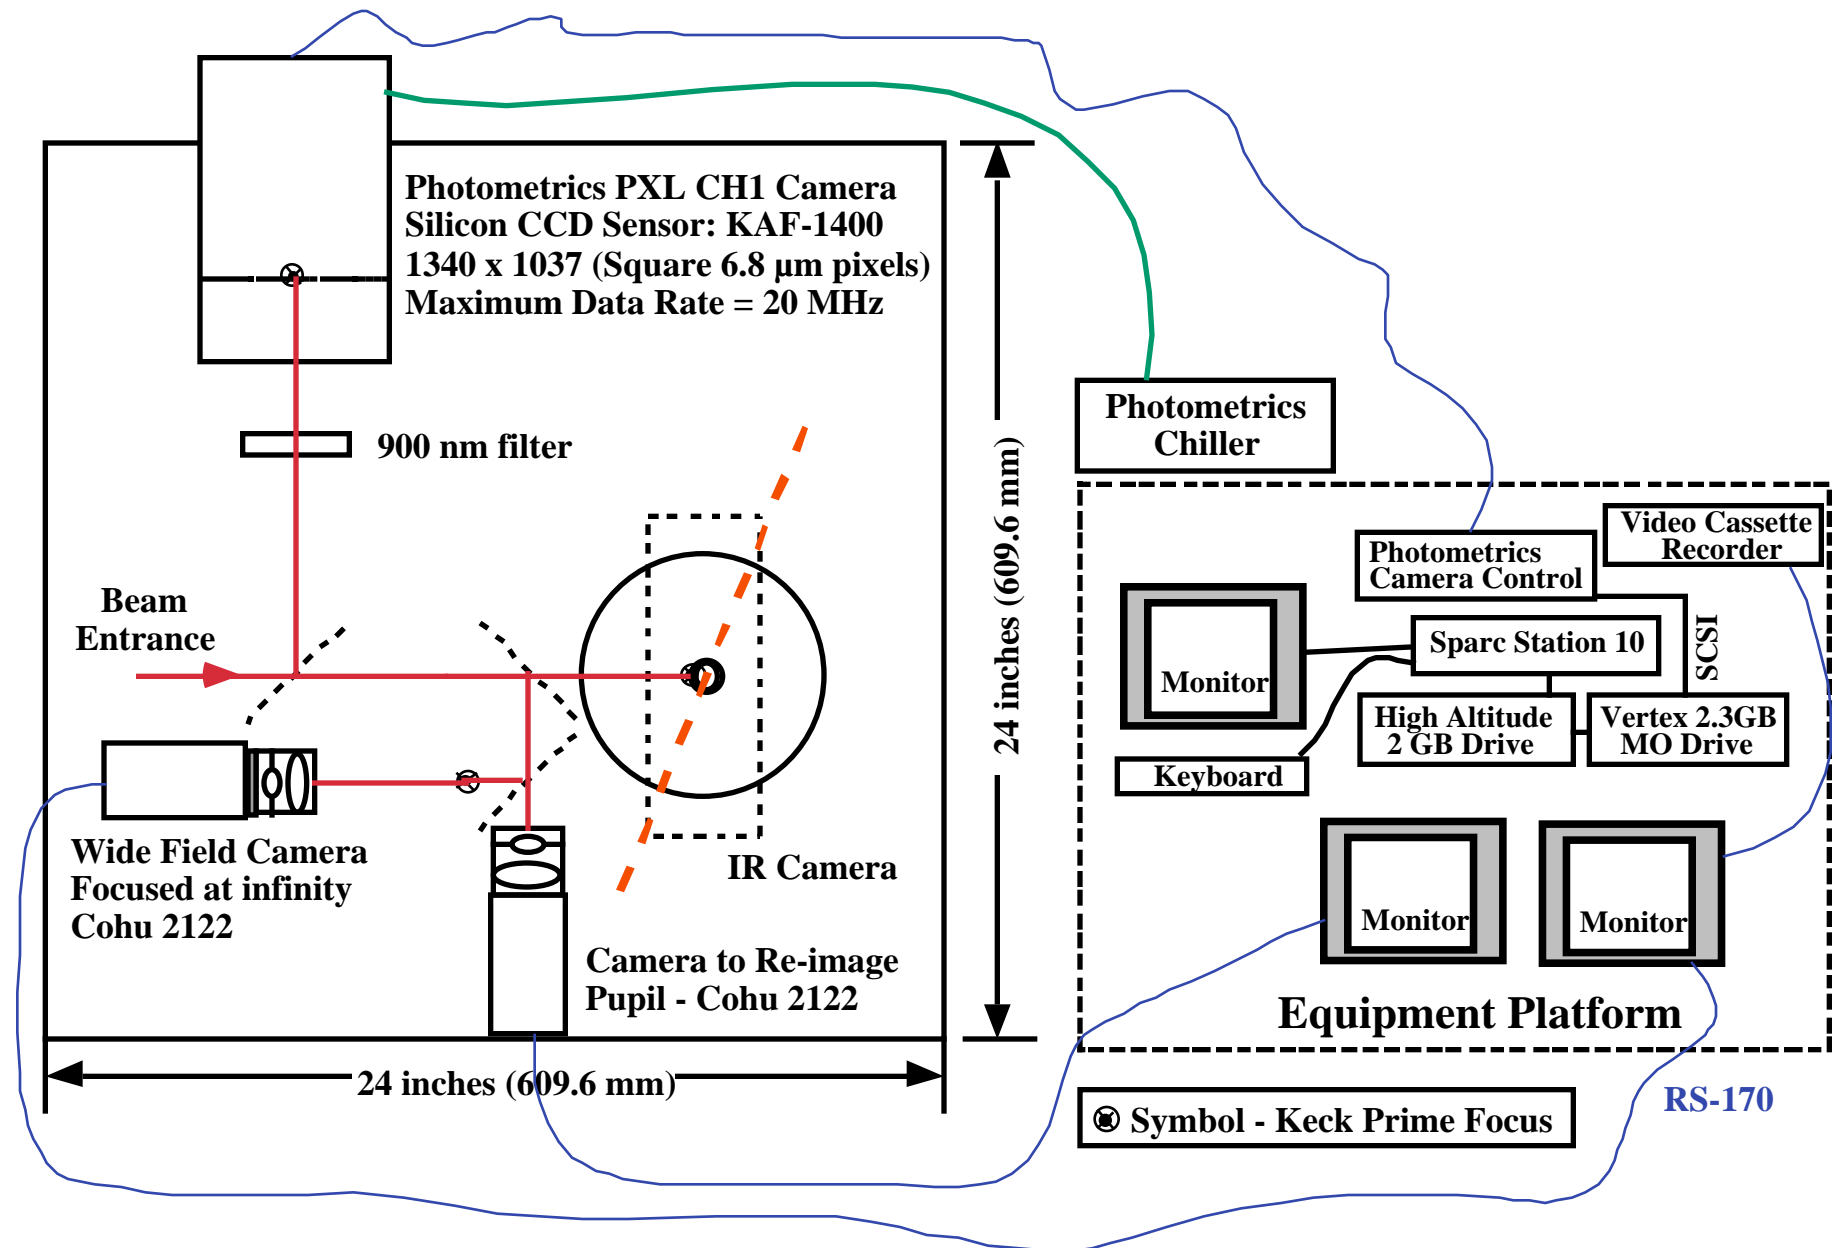 Photometrics PXL CH1 Camera
Silicon CCD Sensor: KAF-1400
1340 x 1037 (Square 6.8 µm pixels)
Maximum Data Rate = 20 MHz
900 nm filter
Beam
Entrance
Wide Field Camera
Focused at infinity
Cohu 2122
IR Camera
Camera to Re-image
Pupil - Cohu 2122
24 inches (609.6 mm)
24 inches (609.6 mm)
Photometrics
Chiller
Video Cassette
Recorder
Photometrics
Camera Control
Sparc Station 10
SCSI
Monitor
High Altitude
2 GB Drive
Vertex 2.3GB
MO Drive
Keyboard
Monitor
Monitor
Equipment Platform
RS-170
Symbol - Keck Prime Focus